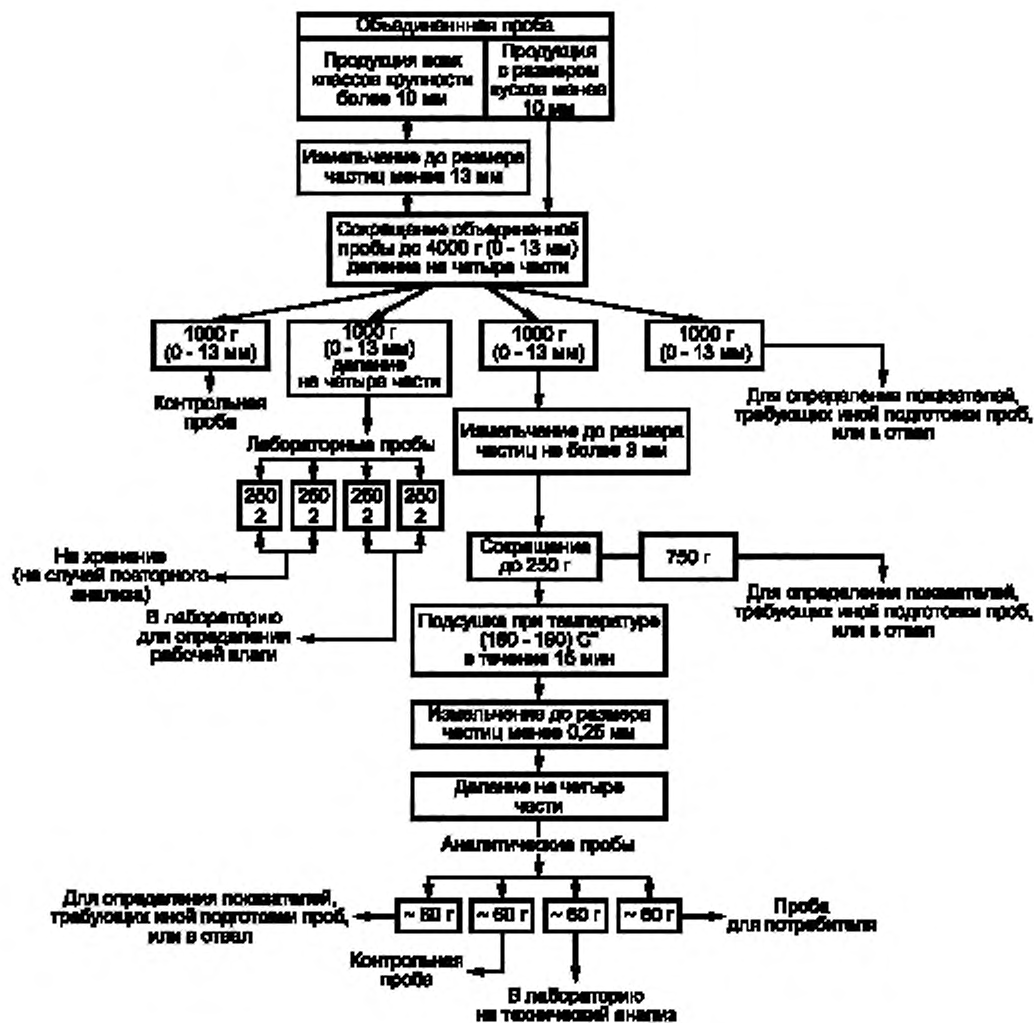 Объединнная проба
Продукция всех
классов крупности
более 10 мм
Продукция
с размером
кусков менее
10 мм
Измельчение до размера
частиц менее 13 мм
Сокращение объединенной
пробы до 4000 г (0 - 13 мм)
деление на четыре части
1000 г
(0 - 13 мм)
1000 г
(0 - 13 мм)
деление
на четыре части
1000 г
(0 - 13 мм)
1000 г
(0 - 13 мм)
Контрольная
проба
Для определения показателей,
требующих иной подготовки проб,
или в отвал
Лабораторные пробы
Измельчение до размера
частиц не более 3 мм
250
2
250
2
250
2
250
2
На хранение
(на случай повторного
анализа)
Сокращение
до 250 г
750 г
Для определения показателей,
требующих иной подготовки проб,
или в отвал
В лабораторию
для определения
рабочей влаги
Подсушка при температуре
в течение 15 мин
Измельчение до размера
частиц менее 0,25 мм
Деление на четыре
части
Аналитические пробы
Для определения показателей,
требующих иной подготовки проб,
или в отвал
~ 60 г
~ 60 г
~ 60 г
~ 60 г
Проба
для потребителя
Контрольная
проба
В лабораторию
на технический анализ